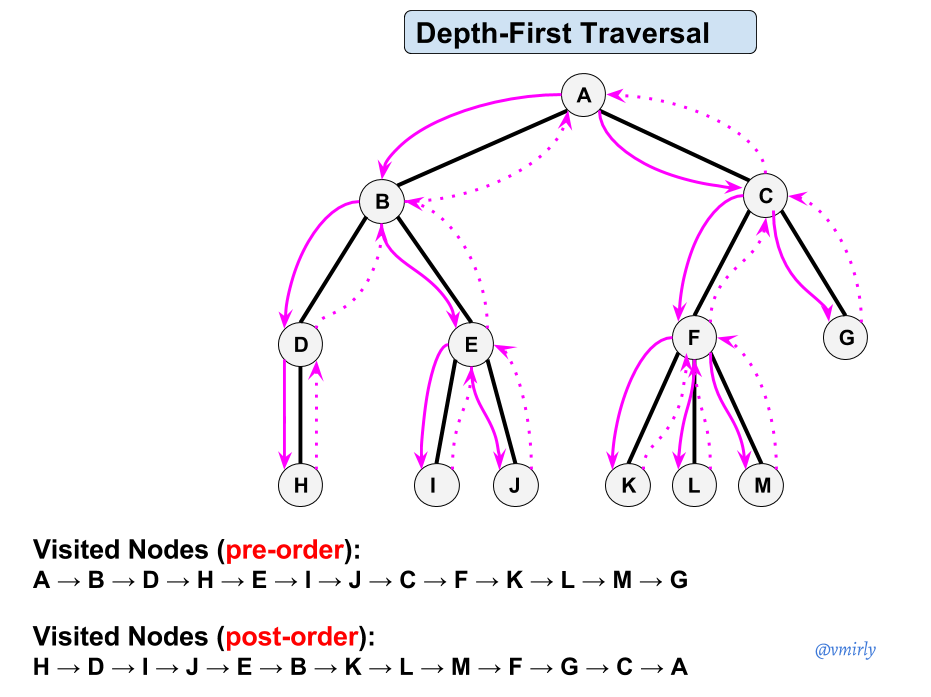 Depth-First Traversal
A
B
C
D
E
F
G
H
I
J
K
L
M
Visited Nodes (pre-order):
A → B → D → H → E → I → J → C → F → K → L → M → G
Visited Nodes (post-order):
H → D → I → J → E → B → K → L → M → F → G → C → A
@vmirly